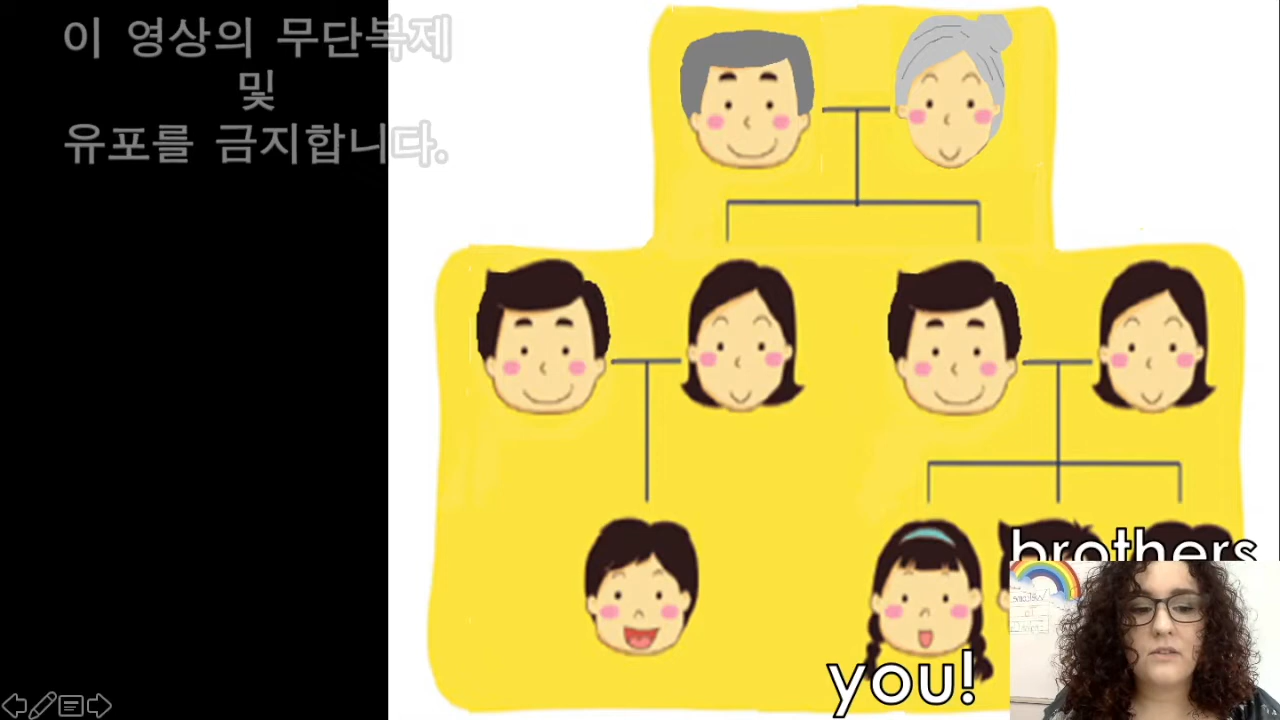 이 영상의 무단복제
및
유포를 금지합니다.
brothers
you!